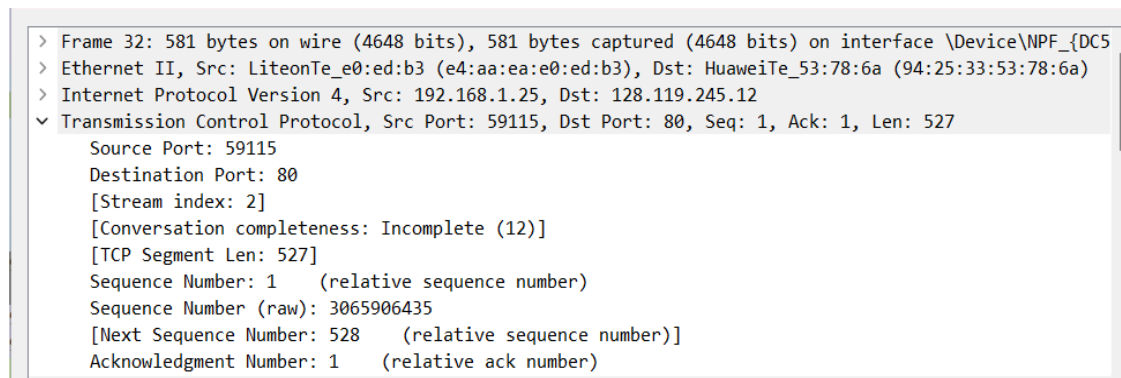 > Frame 32: 581 bytes on wire (4648 bits), 581 bytes captured (4648 bits) on interface \Device\NPF_{DC5
> Ethernet II, Src: LiteonTe_e0:ed:b3 (e4:aa:ea:e0:ed:b3), Dst: HuaweiTe_53:78:6a (94:25:33:53:78:6a)
> Internet Protocol Version 4, Src: 192.168.1.25, Dst: 128.119.245.12
Transmission Control Protocol, Src Port: 59115, Dst Port: 80, Seq: 1, Ack: 1, Len: 527
Source Port: 59115
Destination Port: 80
[Stream index: 2]
[Conversation completeness: Incomplete (12)]
[TCP Segment Len: 527]
Sequence Number: 1    (relative sequence number)
Sequence Number (raw): 3065906435
[Next Sequence Number: 528    (relative sequence number)]
Acknowledgment Number: 1    (relative ack number)